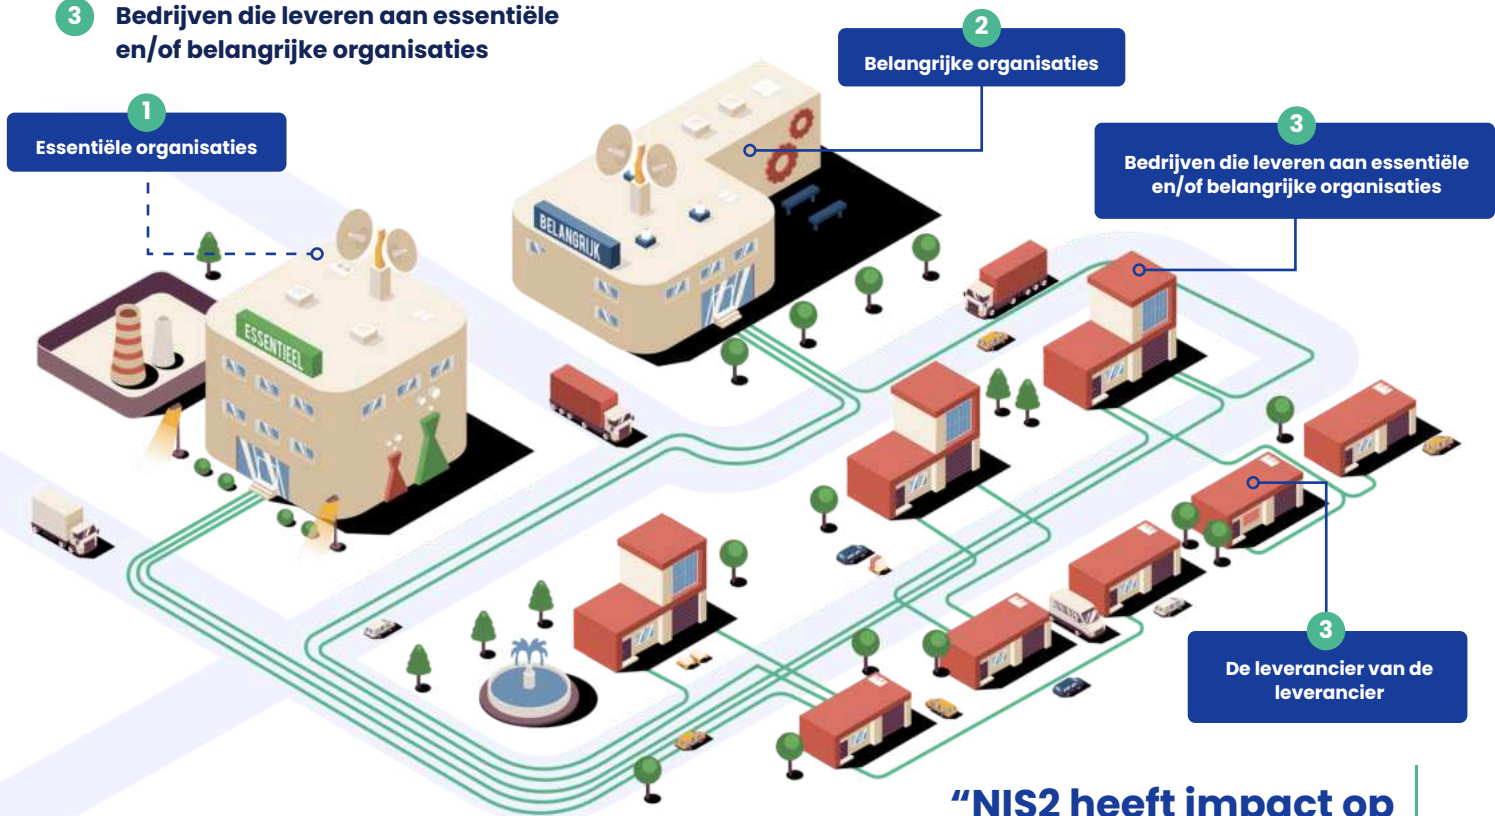 3 Bedrijven die leveren aan essentiële
en/of belangrijke organisaties
2
Belangrijke organisaties
1
Essentiële organisaties
3
Bedrijven die leveren aan essentiële
en/of belangrijke organisaties
BELANGRIJK
ESSENTIEEL
3
De leverancier van de
leverancier
“NIS2 heeft impact op